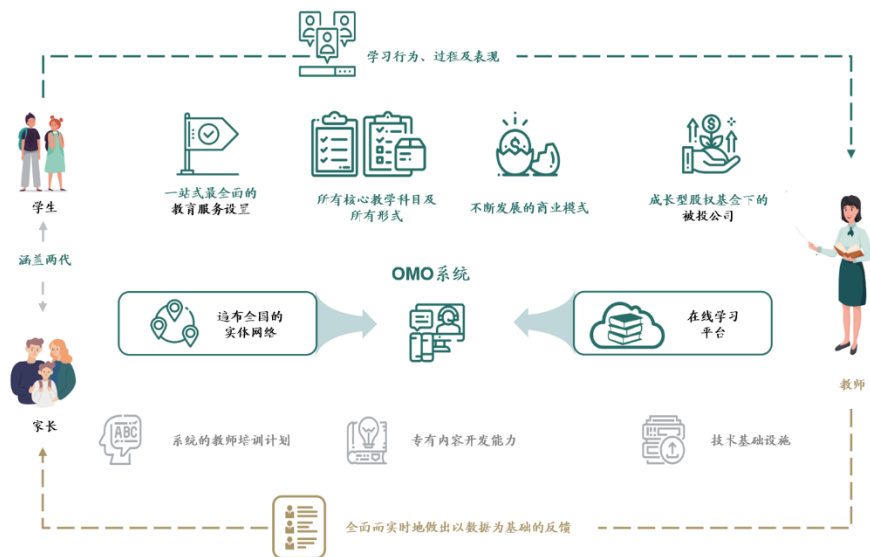 学习行为、过程及表现
一站式最全面的
教育服务设置
所有核心教学科目及
所有形式
不断发展的商业模式
成长型股权基金下的
被投公司
学生
涵盖两代
OMO系统
遍布全国的
实体网络
在线学习
平台
教师
家长
ABC
系统的教师培训计划
专有内容开发能力
技术基础设施
全面而实时地做出以数据为基础的反馈